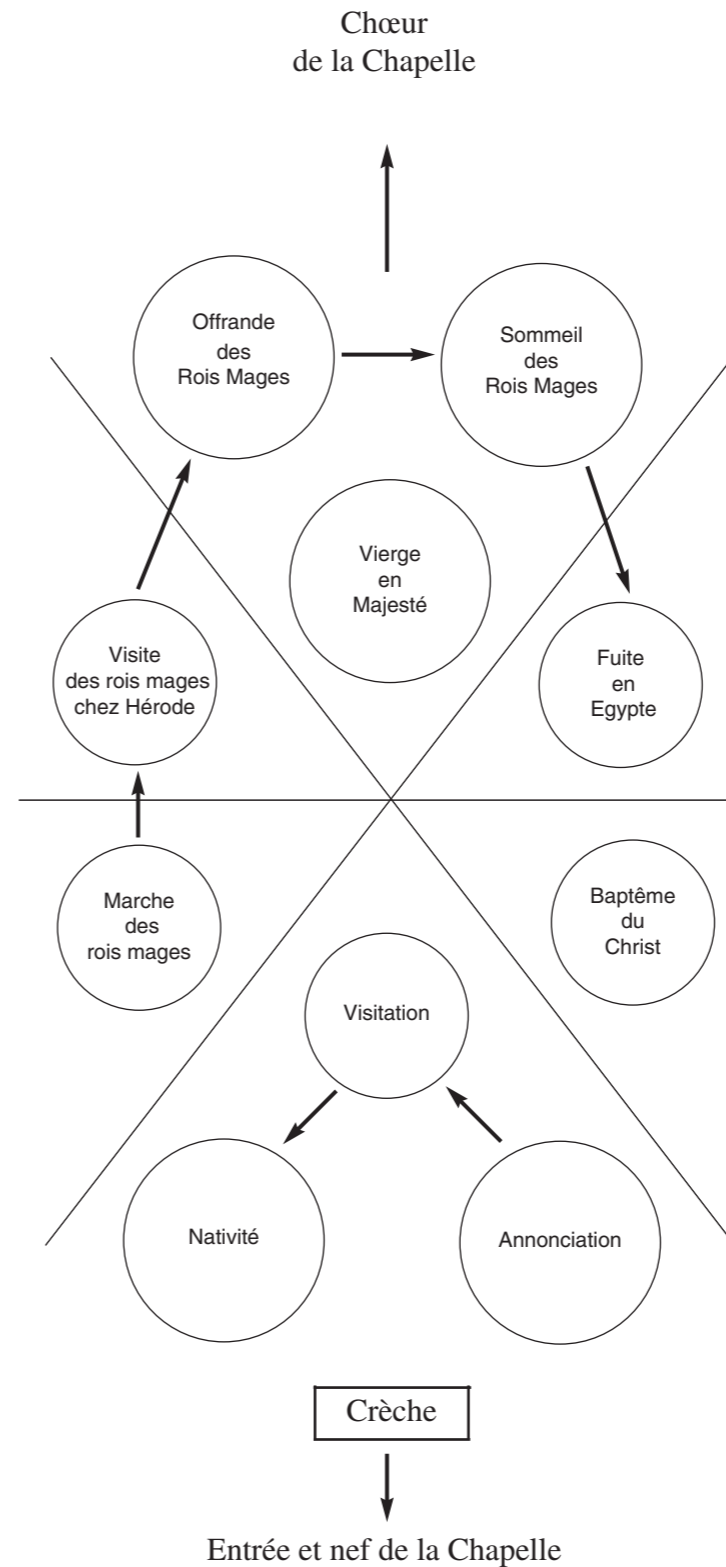 Chœur
de la Chapelle
Offrande
des
Rois Mages
Sommeil
des
Rois Mages
Vierge
en
Majesté
Visite
des rois mages
chez Hérode
Fuite
en
Egypte
Marche
des
rois mages
Baptême
du
Christ
Visitation
Nativité
Annonciation
Crèche
Entrée et nef de la Chapelle